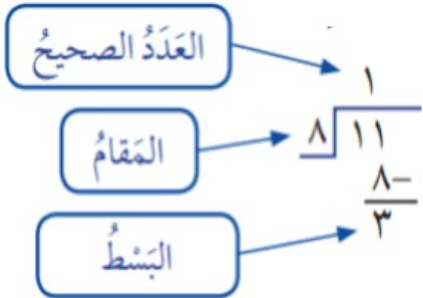 العَدَدُ الصحيحُ
١
المَقامُ
٨ ١١
٨−
٣
البَسْطُ